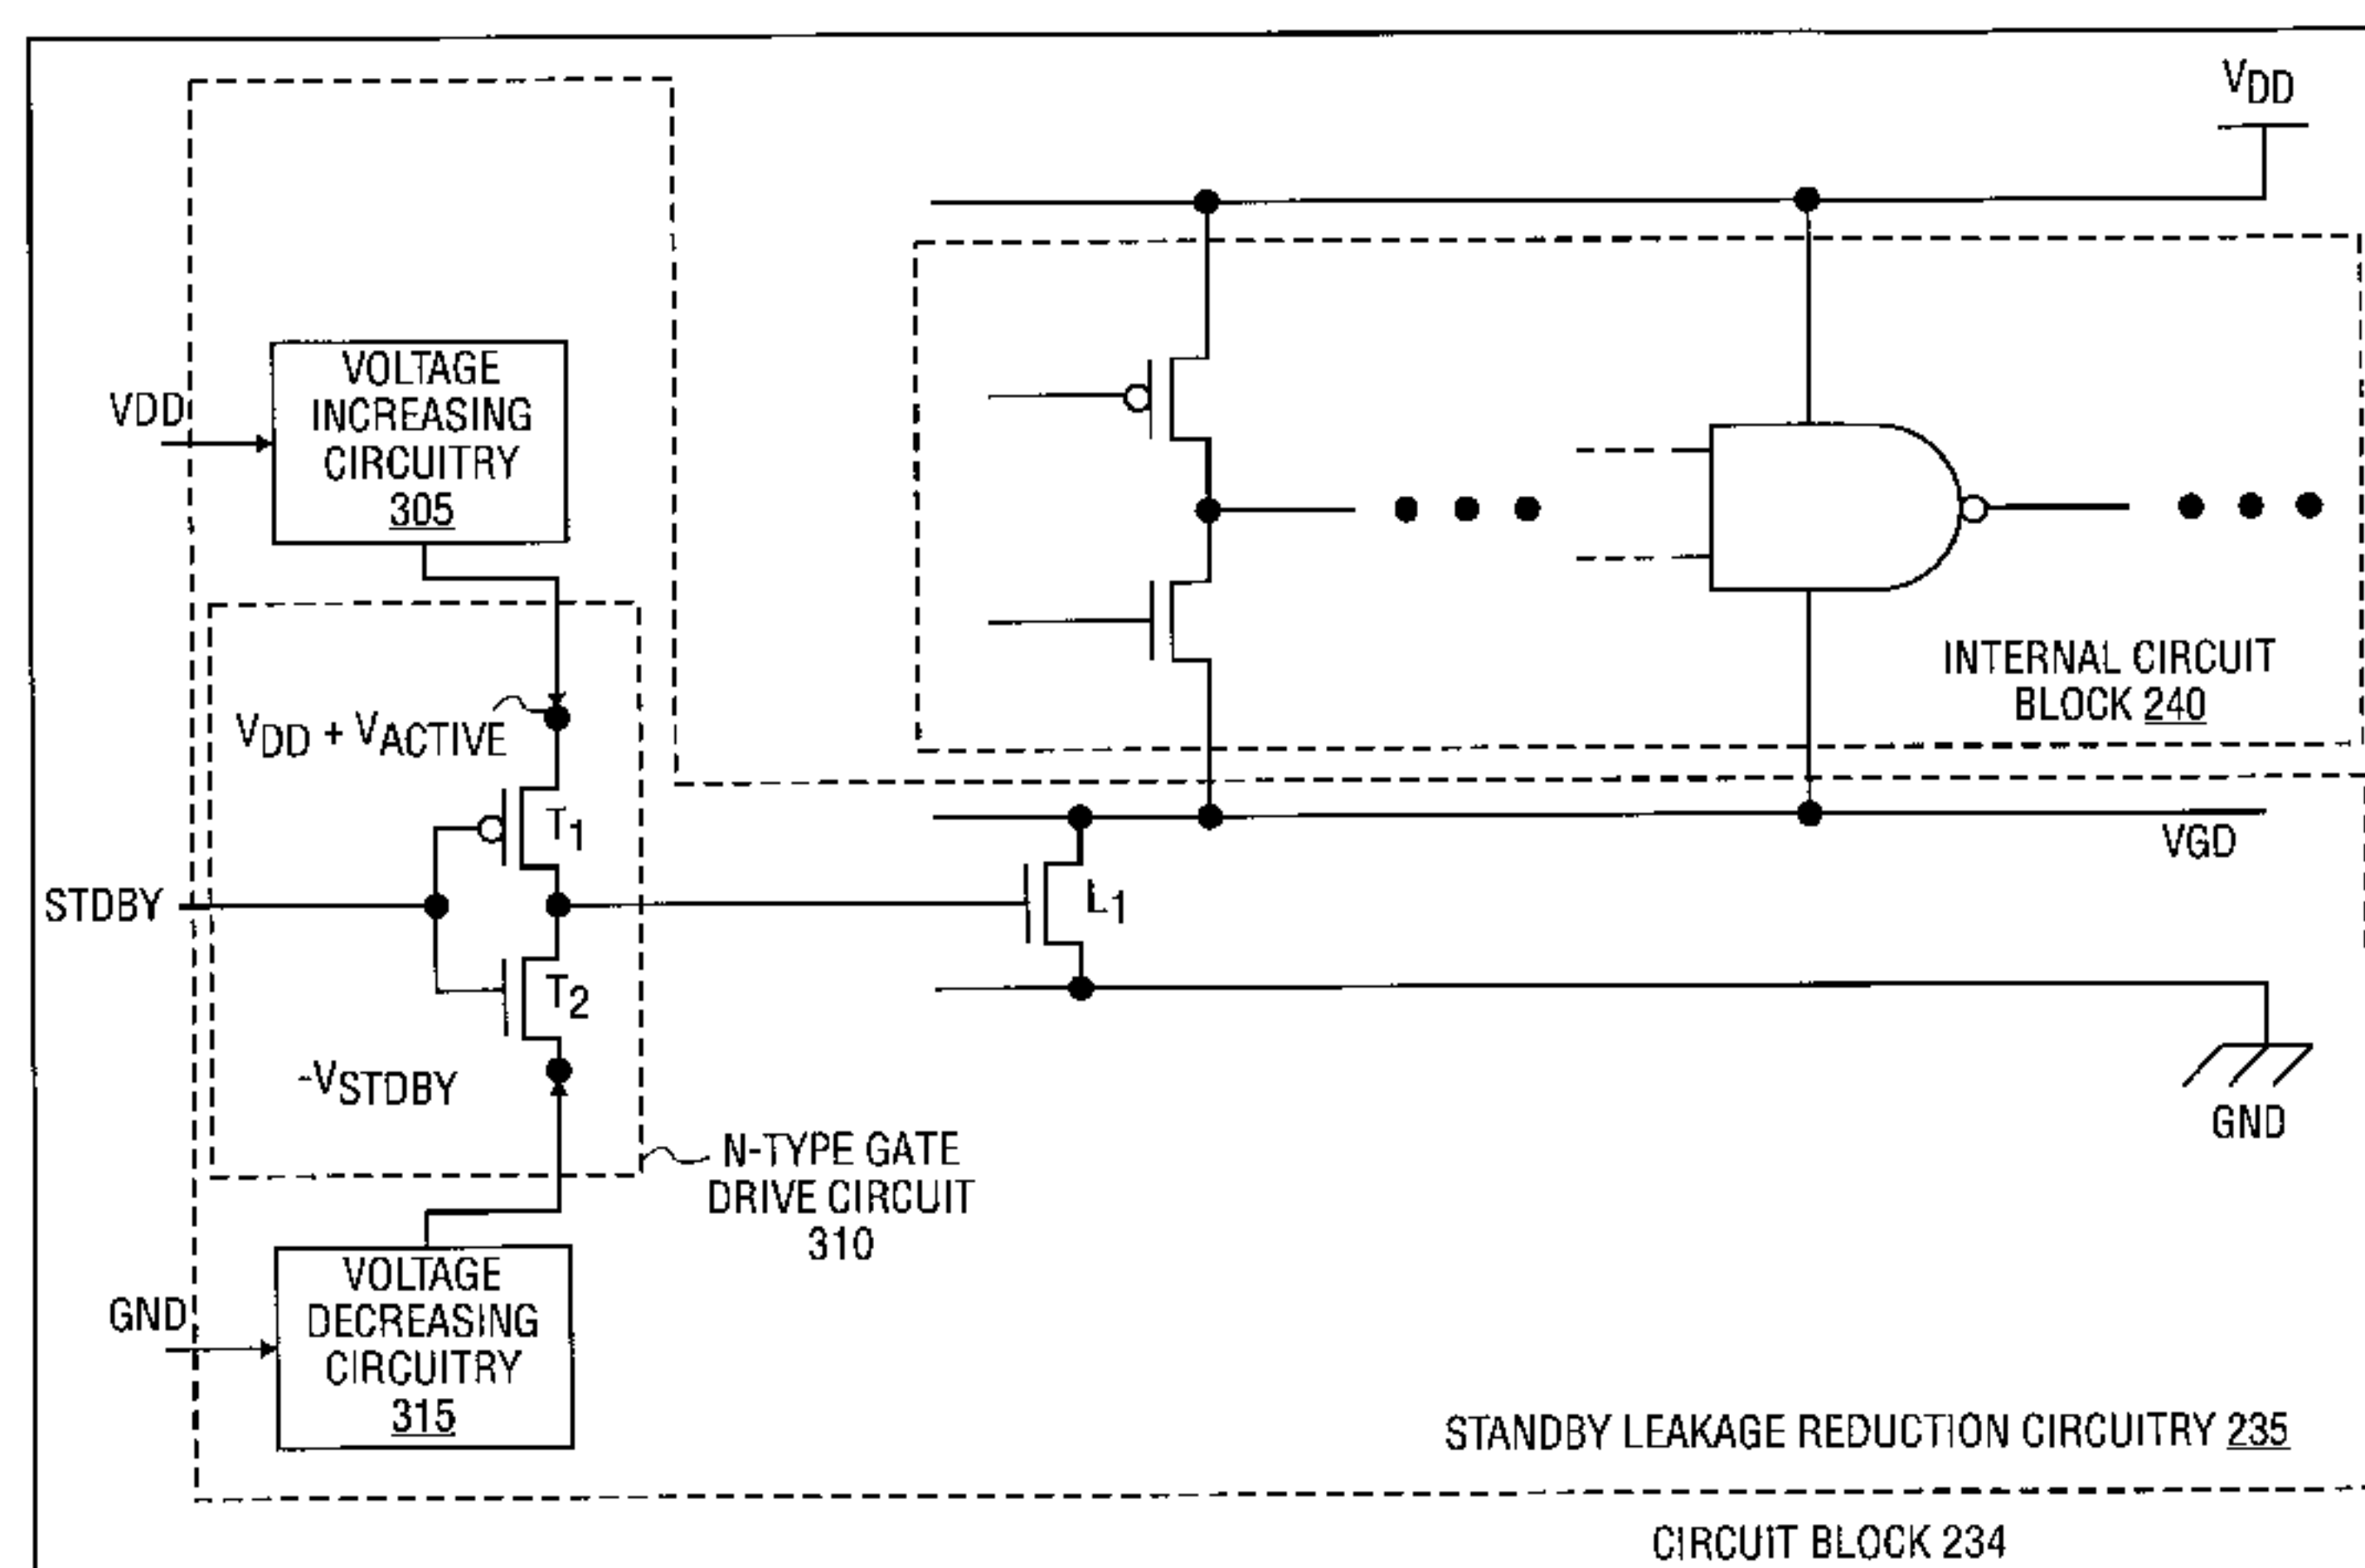 VDD
VOLTAGE
INCREASING
CIRCUITRY
305
VDD
INTERNAL CIRCUIT
BLOCK 240
VDD + VACTIVE
T1
VGD
STDBY
L1
T2
-VSTDBY
GND
N-TYPE GATE
DRIVE CIRCUIT
310
VOLTAGE
DECREASING
CIRCUITRY
315
GND
STANDBY LEAKAGE REDUCTION CIRCUITRY 235
CIRCUIT BLOCK 234